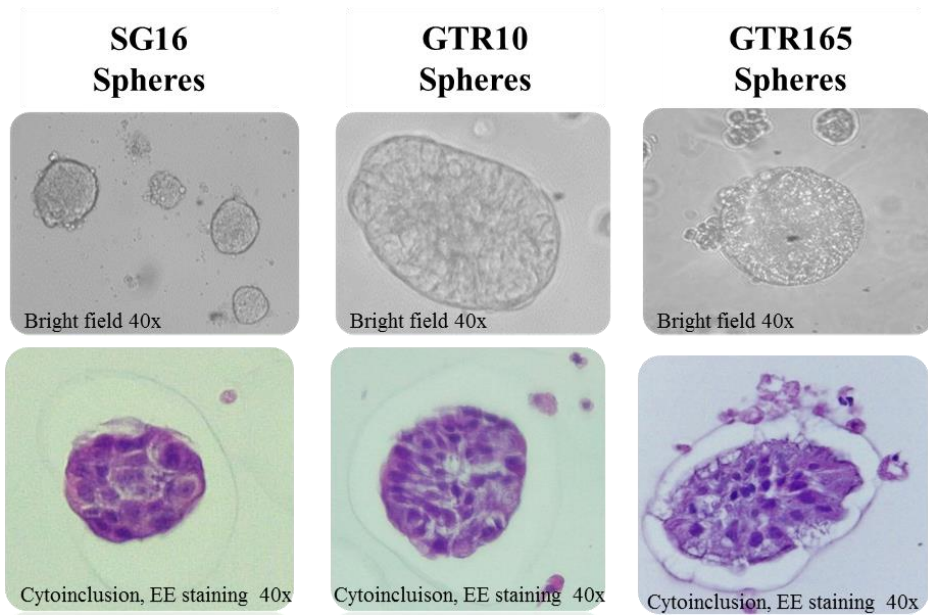 SG16
Spheres
GTR10
Spheres
GTR165
Spheres
Bright field 40x
Bright field 40x
Bright field 40x
Cytoinclusion, EE staining 40x
Cytoincluison, EE staining 40x
Cytoinclusion, EE staining 40x